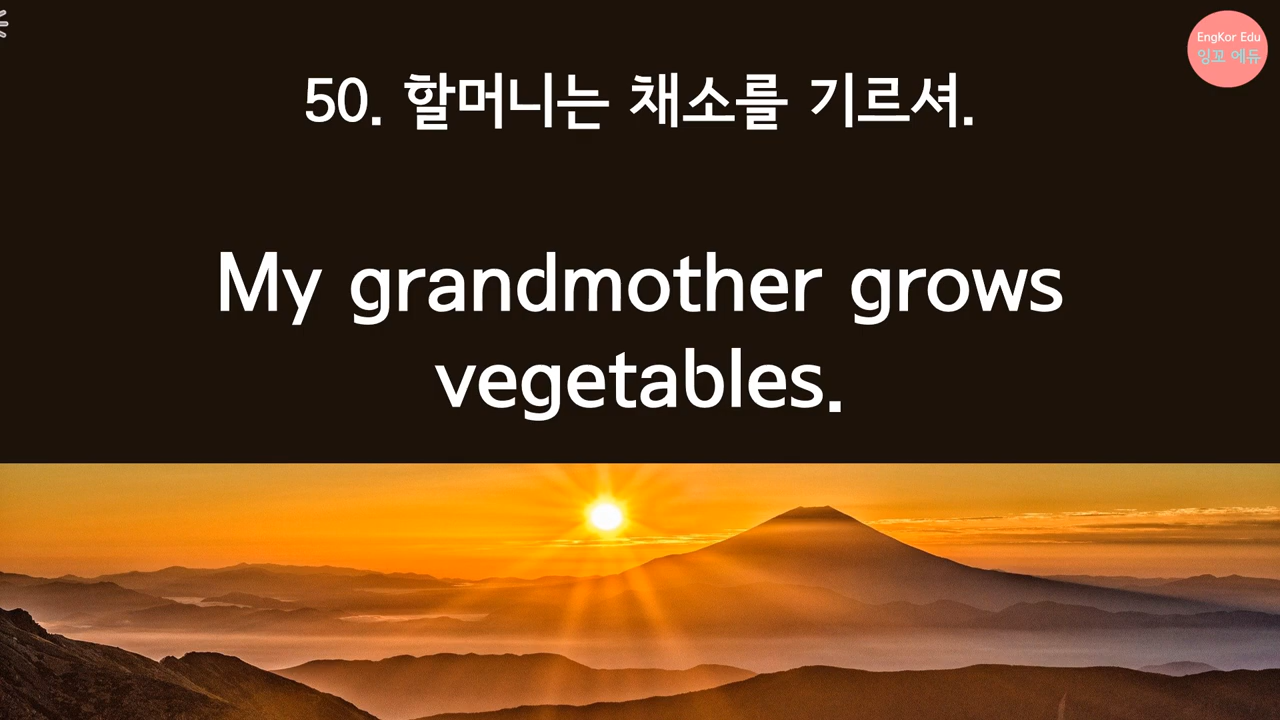 EngKor Edu
잉꼬 에듀
50. 할머니는 채소를 기르셔.
My grandmother grows
vegetables.